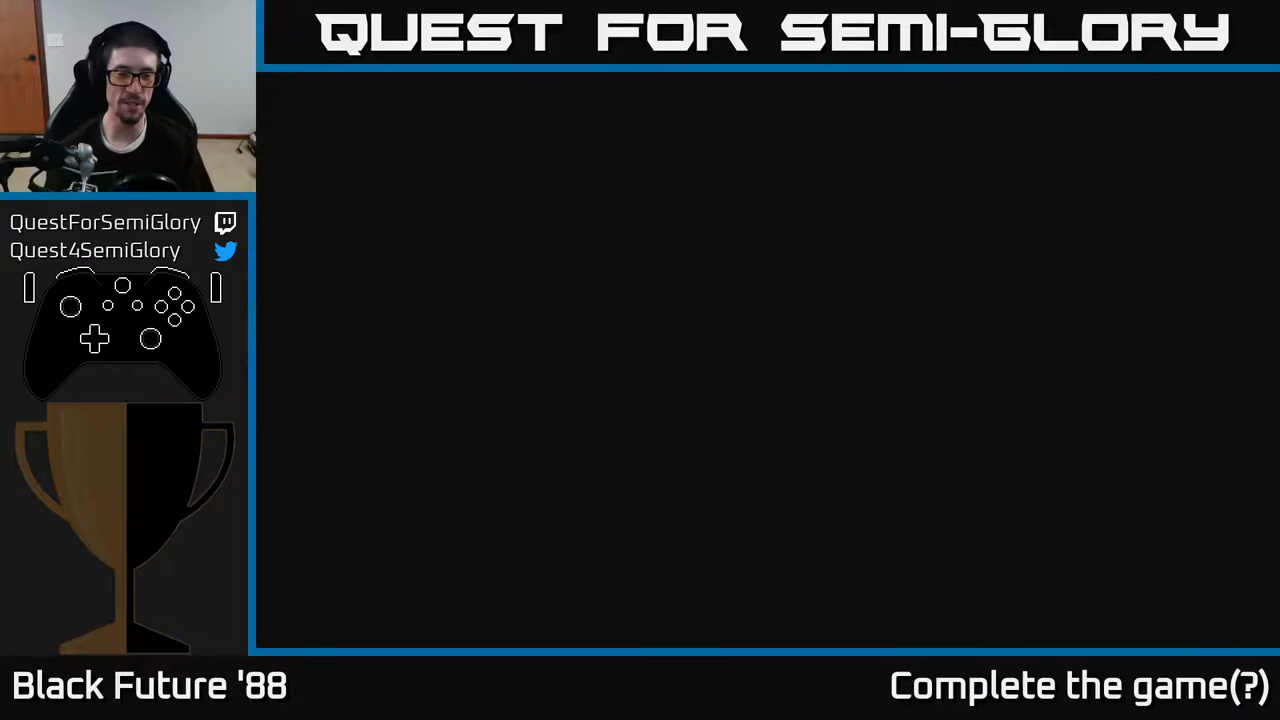 QUEST FOR SEMI-GLORY
QuestForSemiGlory
Quest4SemiGlory
Black Future '88
Complete the game(?)